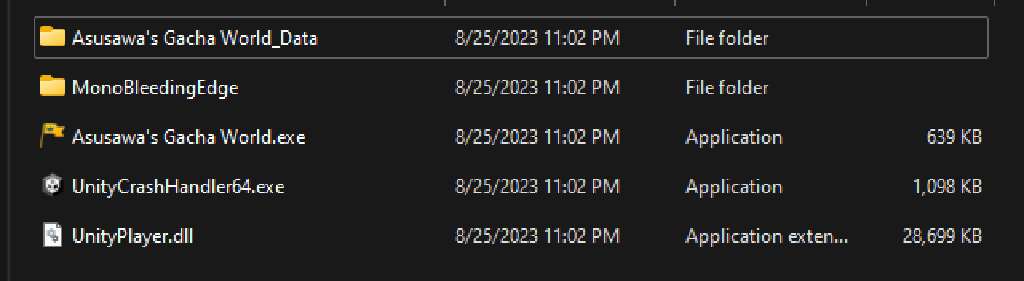 Asusawa's Gacha World_Data 8/25/2023 11:02 PM File folder
MonoBleedingEdge 8/25/2023 11:02 PM File folder
Asusawa's Gacha World.exe 8/25/2023 11:02 PM Application 639 KB
UnityCrashHandler64.exe 8/25/2023 11:02 PM Application 1,098 KB
UnityPlayer.dll 8/25/2023 11:02 PM Application exten... 28,699 KB